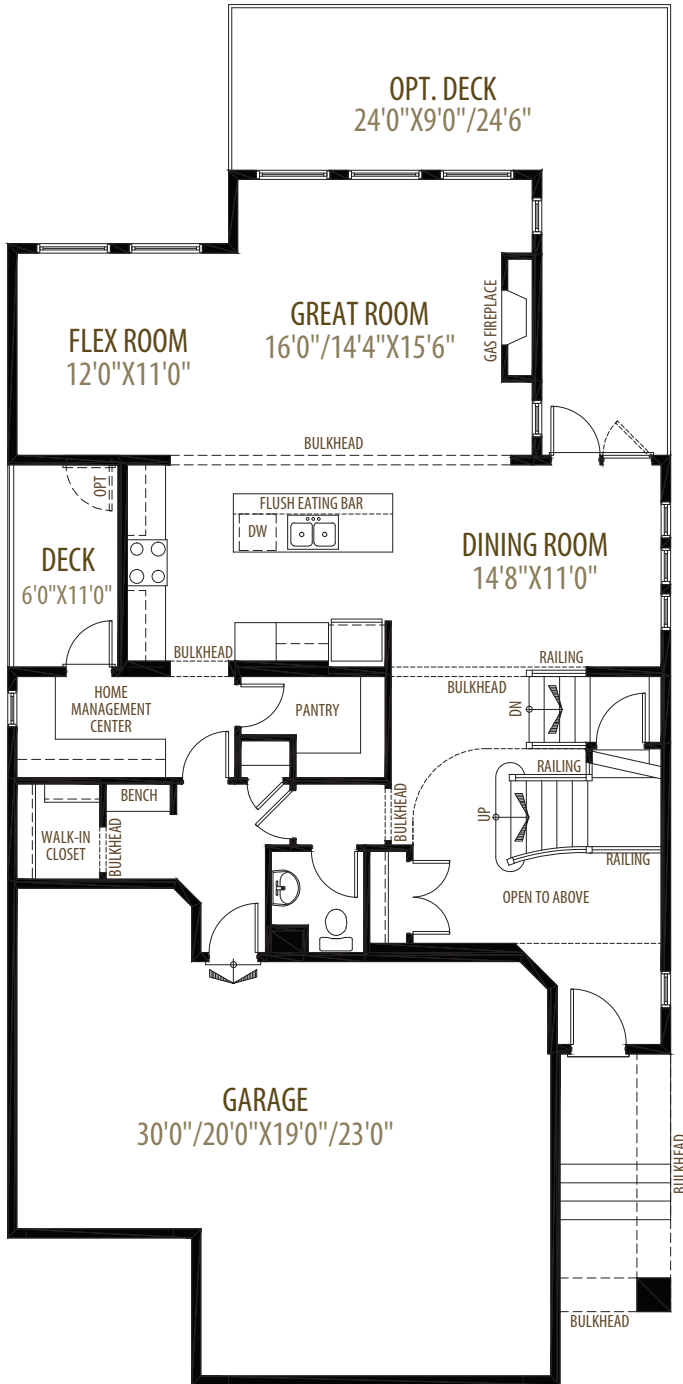 OPT. DECK
24'0"X9'0"/24'6"
GREAT ROOM
16'0"/14'4"X15'6"
GAS FIREPLACE
FLEX ROOM
12'0"X11'0"
BULKHEAD
OPT
FLUSH EATING BAR
DW
DECK
6'0"X11'0"
DINING ROOM
14'8"X11'0"
BULKHEAD
RAILING
BULKHEAD
DN
HOME
MANAGEMENT
CENTER
PANTRY
RAILING
BENCH
BULKHEAD
UP
WALK-IN
CLOSET
BULKHEAD
RAILING
OPEN TO ABOVE
GARAGE
30'0"/20'0"X19'0"/23'0"
BULKHEAD
BULKHEAD